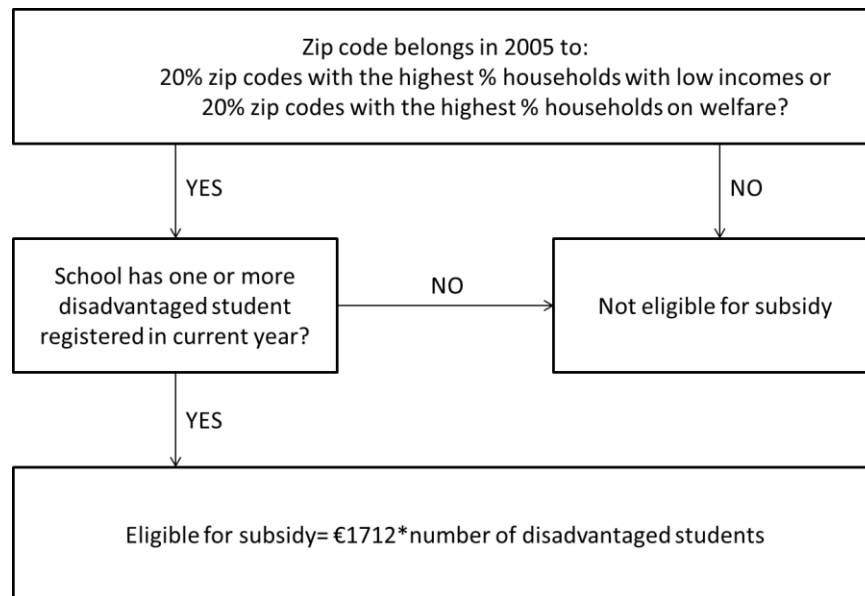 Zip code belongs in 2005 to:
20% zip codes with the highest % households with low incomes or
20% zip codes with the highest % households on welfare?
YES
NO
School has one or more
disadvantaged student
registered in current year?
NO
Not eligible for subsidy
YES
Eligible for subsidy= €1712*number of disadvantaged students